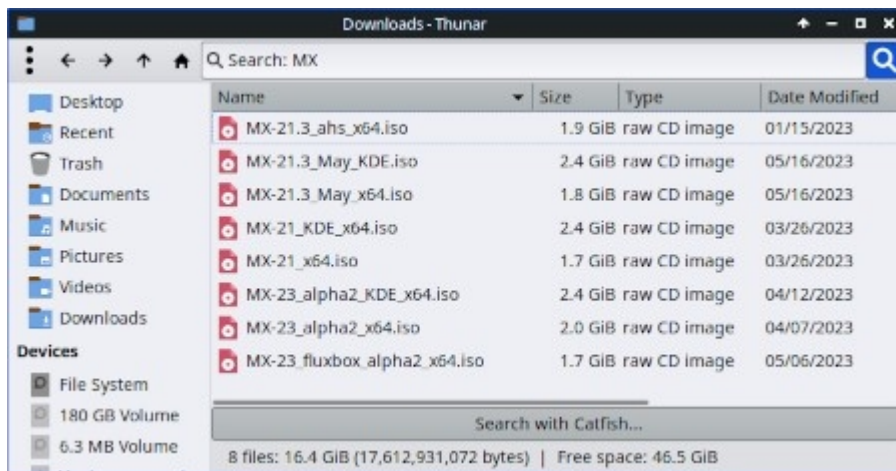 Downloads - Thunar
Search: MX
Desktop
Recent
Trash
Documents
Music
Pictures
Videos
Downloads
Devices
File System
180 GB Volume
6.3 MB Volume
Name Size Type Date Modified
MX-21.3_ahs_x64.iso 1.9 GiB raw CD image 01/15/2023
MX-21.3_May_KDE.iso 2.4 GiB raw CD image 05/16/2023
MX-21.3_May_x64.iso 1.8 GiB raw CD image 05/16/2023
MX-21_KDE_x64.iso 2.4 GiB raw CD image 03/26/2023
MX-21_x64.iso 1.7 GiB raw CD image 03/26/2023
MX-23_alpha2_KDE_x64.iso 2.4 GiB raw CD image 04/12/2023
MX-23_alpha2_x64.iso 2.0 GiB raw CD image 04/07/2023
MX-23_fluxbox_alpha2_x64.iso 1.7 GiB raw CD image 05/06/2023
Search with Catfish...
8 files: 16.4 GiB (17,612,931,072 bytes) | Free space: 46.5 GiB